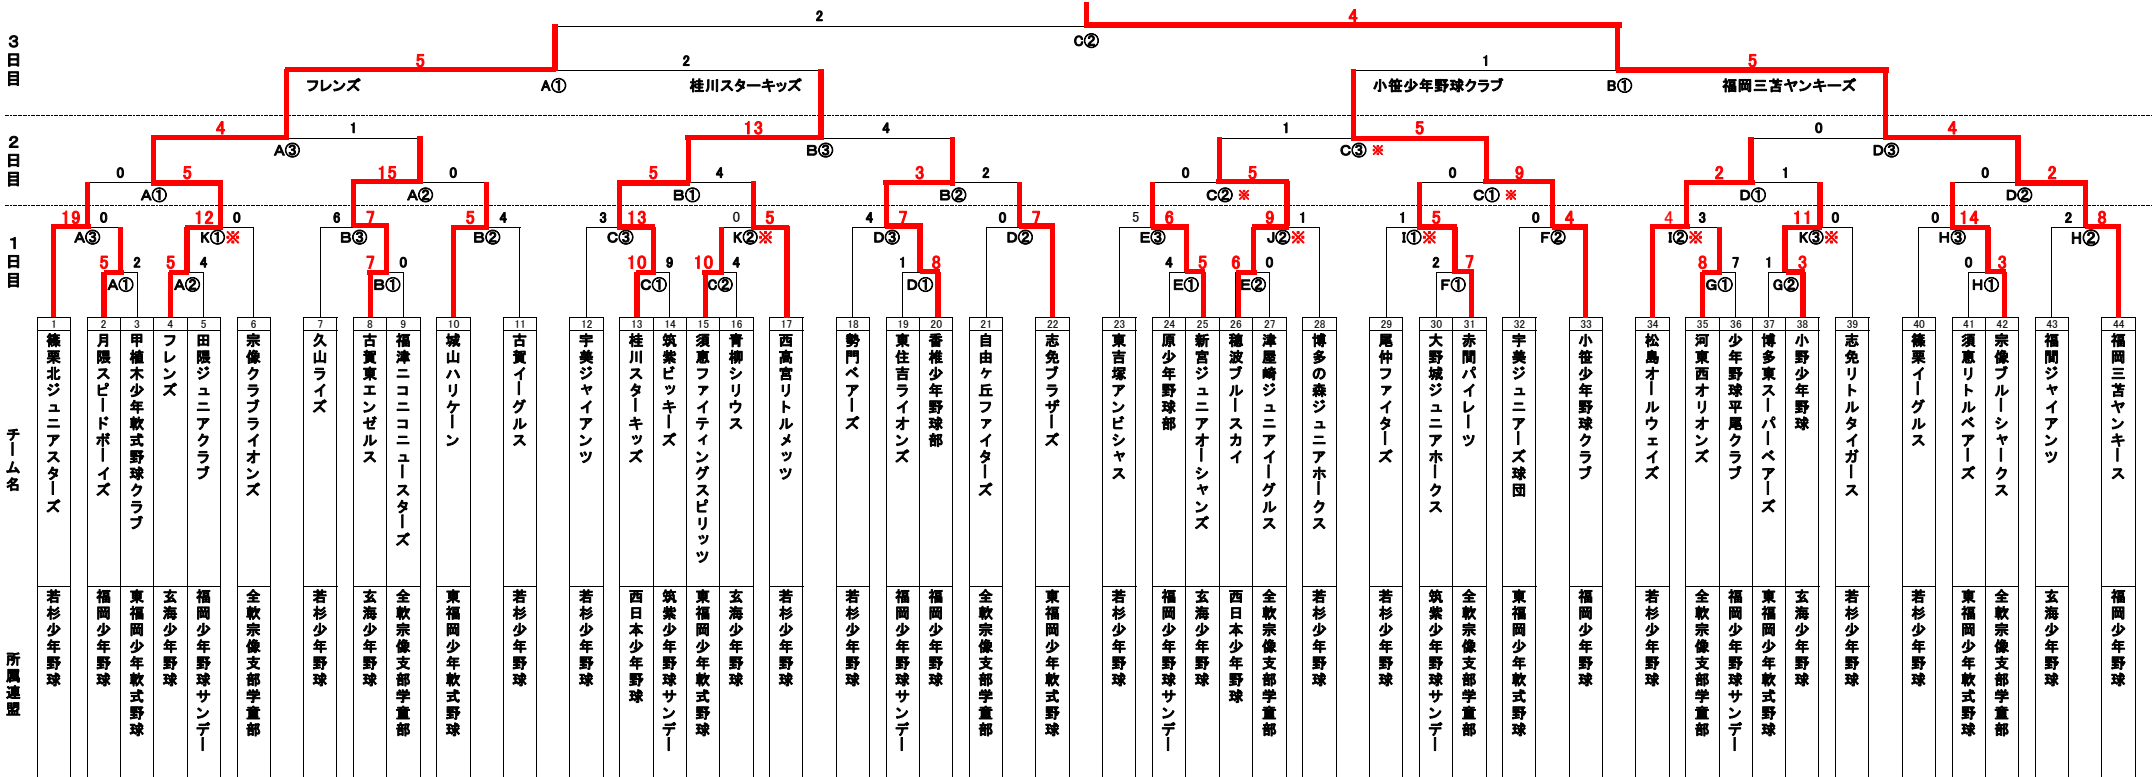 2 4
C②
3日目
5 2 1 5
フレンズ A① 桂川スターキッズ 小笹少年野球クラブ B① 福岡三苫ヤンキーズ
4 1 13 4 1 5 0 4
A③ B③ C③ ※ D③
2日目
0 5 15 0 5 4 3 2 0 5 0 9 2 1 0 2
A① A② B① B② C② ※ C① ※ D① D②
19 0 12 0 6 7 5 4 3 13 0 5 4 7 0 7 5 6 9 1 1 5 0 4 4 3 11 0 0 14 2 8
A③ K①※ B③ B② C③ K②※ D③ D② E③ J②※ I①※ F② I②※ K③※ H③ H②
1日目
5 2 5 4 7 0 10 9 10 4 1 8 4 5 6 0 2 7 8 7 1 3 0 3
A① A② B① C① C② D① E① E② F① G① G② H①
1 2 3 4 5 6 7 8 9 10 11 12 13 14 15 16 17 18 19 20 21 22 23 24 25 26 27 28 29 30 31 32 33 34 35 36 37 38 39 40 41 42 43 44
チーム名
篠栗北ジュニアスターズ
月隈スピードボーイズ
甲植木少年軟式野球クラブ
フレンズ
田隈ジュニアクラブ
宗像クラブライオンズ
久山ライズ
古賀東エンゼルス
福津ニコニコニュースターズ
城山ハリケーン
古賀イーグルス
宇美ジャイアンツ
桂川スターキッズ
筑紫ビッキーズ
須恵ファイティングスピリッツ
青柳シリウス
西高宮リトルメッツ
勢門ベアーズ
東住吉ライオンズ
香椎少年野球部
自由ヶ丘ファイターズ
志免ブラザーズ
東吉塚アンビシャス
原少年野球部
新宮ジュニアオーシャンズ
穂波ブルースカイ
津屋崎ジュニアイーグルス
博多の森ジュニアホークス
尾仲ファイターズ
大野城ジュニアホークス
赤間パイレーツ
宇美ジュニアーズ球団
小笹少年野球クラブ
松島オールウェイズ
河東西オリオンズ
少年野球平尾クラブ
博多東スーパーベアーズ
小野少年野球
志免リトルタイガース
篠栗イーグルス
須恵リトルベアーズ
宗像ブルーシャークス
福間ジャイアンツ
福岡三苫ヤンキース
所属連盟
若杉少年野球
福岡少年野球
東福岡少年軟式野球
玄海少年野球
福岡少年野球サンデー
全軟宗像支部学童部
若杉少年野球
玄海少年野球
全軟宗像支部学童部
東福岡少年軟式野球
若杉少年野球
若杉少年野球
西日本少年野球
筑紫少年野球サンデー
東福岡少年軟式野球
玄海少年野球
若杉少年野球
若杉少年野球
福岡少年野球サンデー
福岡少年野球
全軟宗像支部学童部
東福岡少年軟式野球
若杉少年野球
福岡少年野球サンデー
玄海少年野球
西日本少年野球
全軟宗像支部学童部
若杉少年野球
若杉少年野球
筑紫少年野球サンデー
全軟宗像支部学童部
東福岡少年軟式野球
福岡少年野球
若杉少年野球
全軟宗像支部学童部
福岡少年野球サンデー
東福岡少年軟式野球
玄海少年野球
若杉少年野球
若杉少年野球
東福岡少年軟式野球
全軟宗像支部学童部
玄海少年野球
福岡少年野球